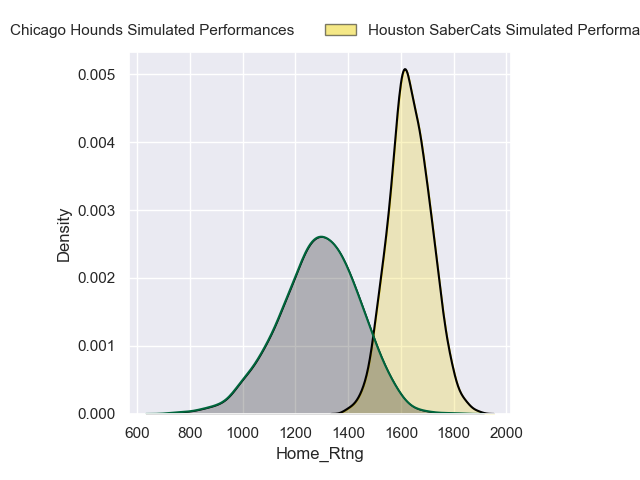 Chicago Hounds Simulated Performances Houston SaberCats Simulated Performa
0.005
0.004
0.003
0.002
0.001
0.000
Density
600 800 1000 1200 1400 1600 1800 2000
Home_Rtng